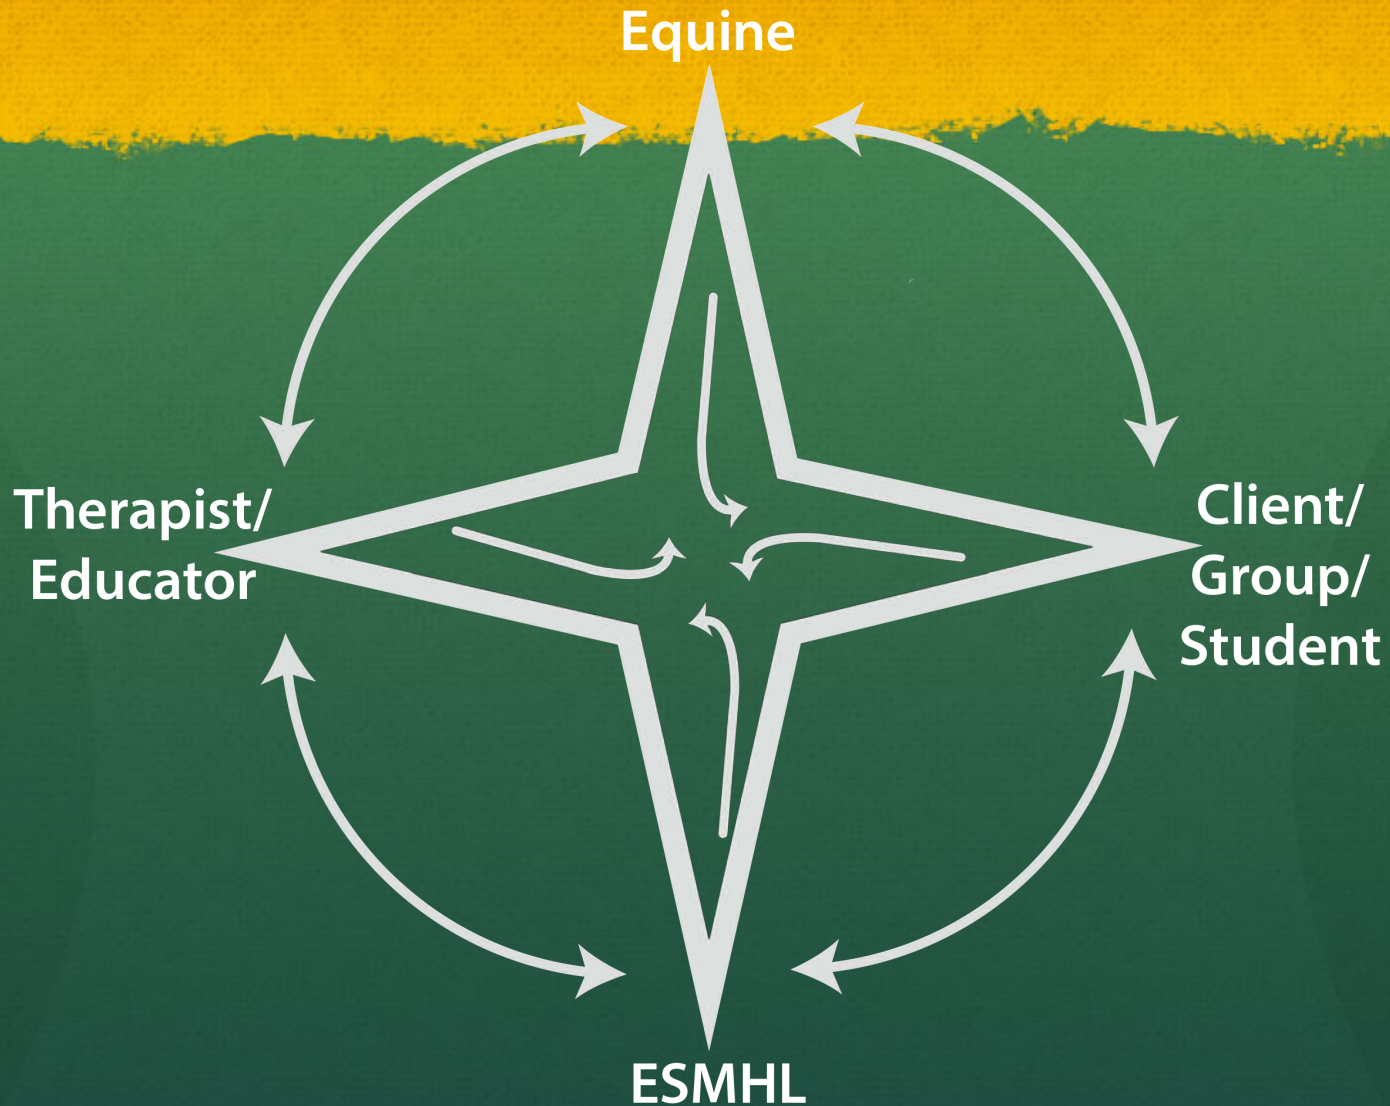 Equine
Therapist/
Educator
Client/
Group/
Student
ESMHL